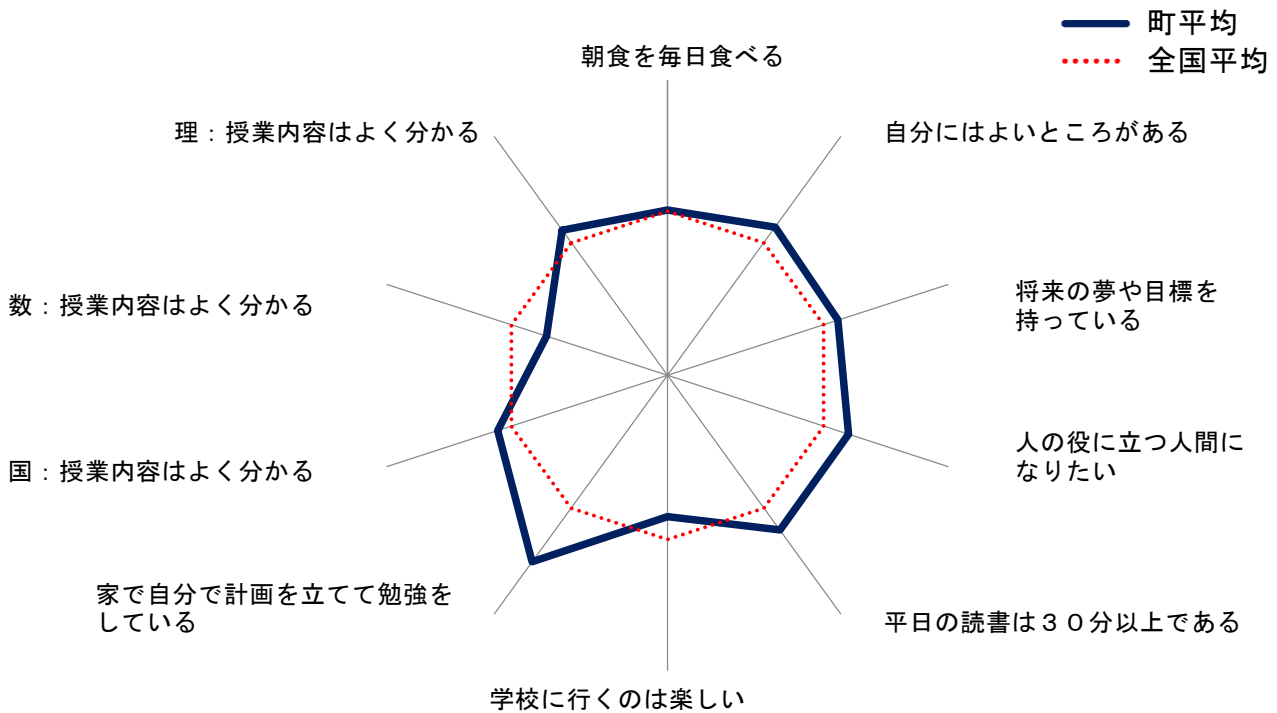 町平均
全国平均
朝食を毎日食べる
自分にはよいところがある
将来の夢や目標を
持っている
人の役に立つ人間に
なりたい
平日の読書は３０分以上である
学校に行くのは楽しい
家で自分で計画を立てて勉強を
している
国：授業内容はよく分かる
数：授業内容はよく分かる
理：授業内容はよく分かる